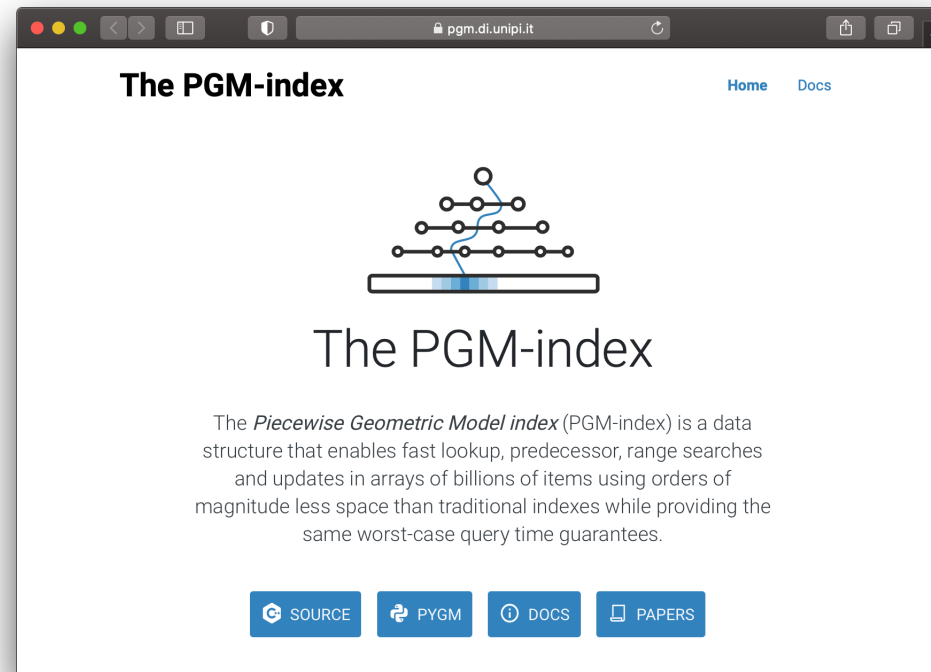 pgm.di.unipi.it
The PGM-index
Home
Docs
The PGM-index
The Piecewise Geometric Model index (PGM-index) is a data
structure that enables fast lookup, predecessor, range searches
and updates in arrays of billions of items using orders of
magnitude less space than traditional indexes while providing the
same worst-case query time guarantees.
SOURCE
PYGM
DOCS
PAPERS